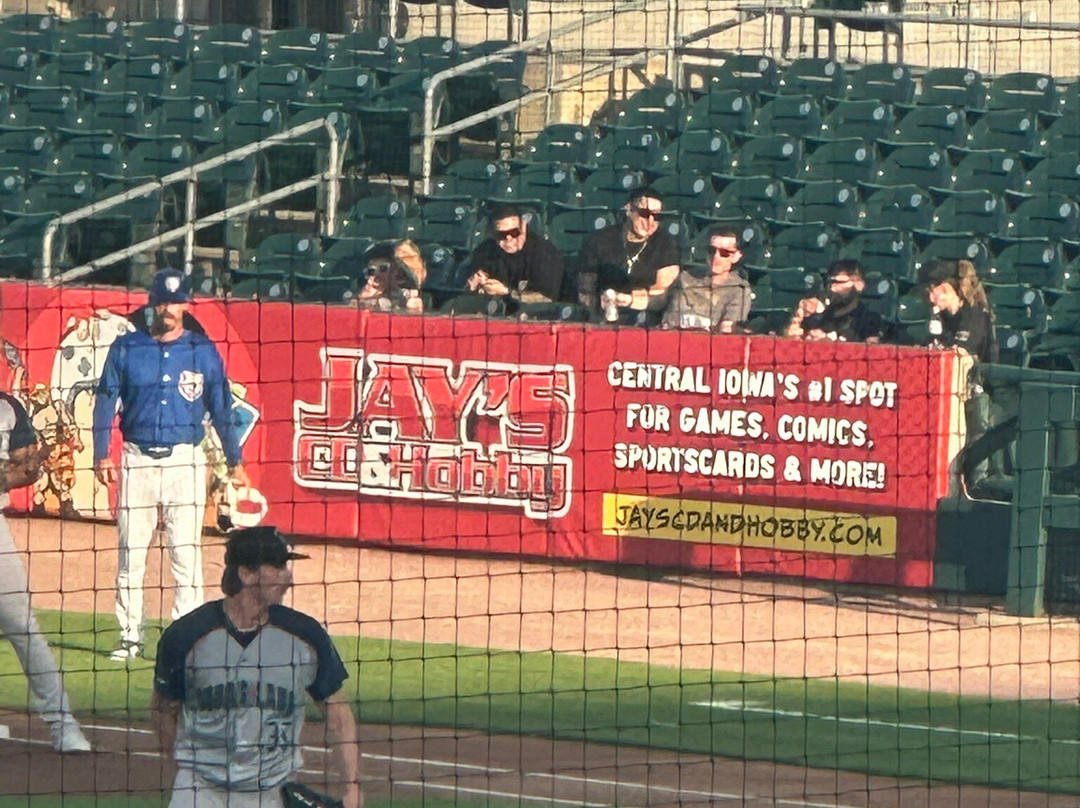 JAY'S
CD & Hobby
CENTRAL IOWA'S #1 SPOT
FOR GAMES, COMICS,
SPORTSCARDS & MORE!
JAYSCDANDHOBBY.COM